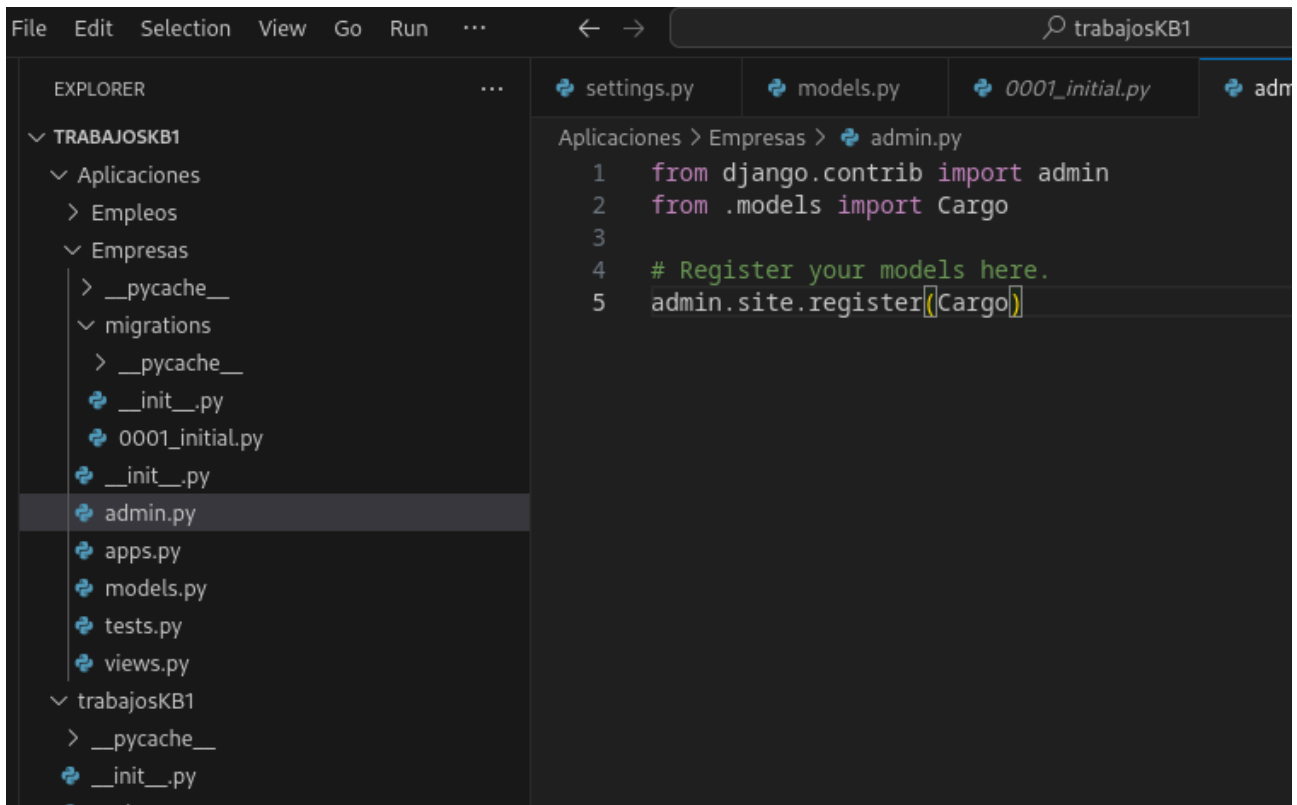 File Edit Selection View Go Run ··· ← → trabajosKB1
EXPLORER ···
TRABAJOSKB1
Aplicaciones
Empleos
Empresas
__pycache__
migrations
__pycache__
__init__.py
0001_initial.py
__init__.py
admin.py
apps.py
models.py
tests.py
views.py
trabajosKB1
__pycache__
__init__.py
settings.py models.py 0001_initial.py adm
Aplicaciones > Empresas > admin.py
1 from django.contrib import admin
2 from .models import Cargo
3
4 # Register your models here.
5 admin.site.register(Cargo)